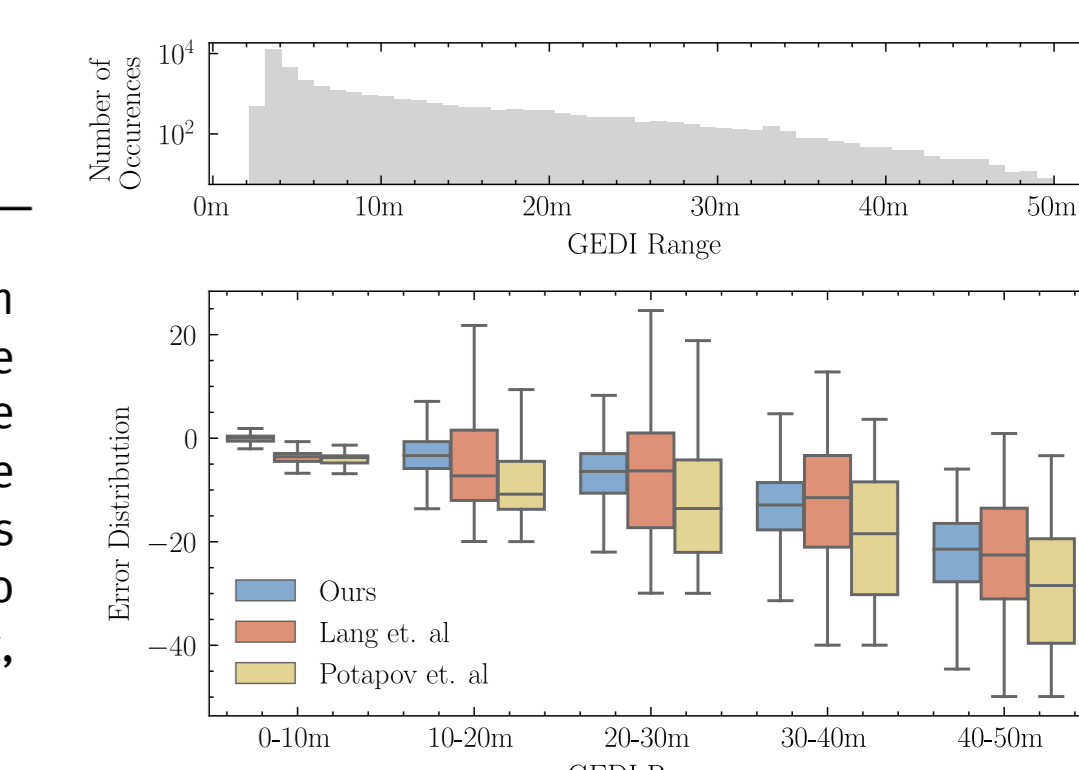 Number of
Occurences
10^4
10^2
0m 10m 20m 30m 40m 50m
GEDI Range
n
e
e
e
s
o
Error Distribution
20
0
−20
−40
Ours
Lang et. al
Potapov et. al
0-10m 10-20m 20-30m 30-40m 40-50m